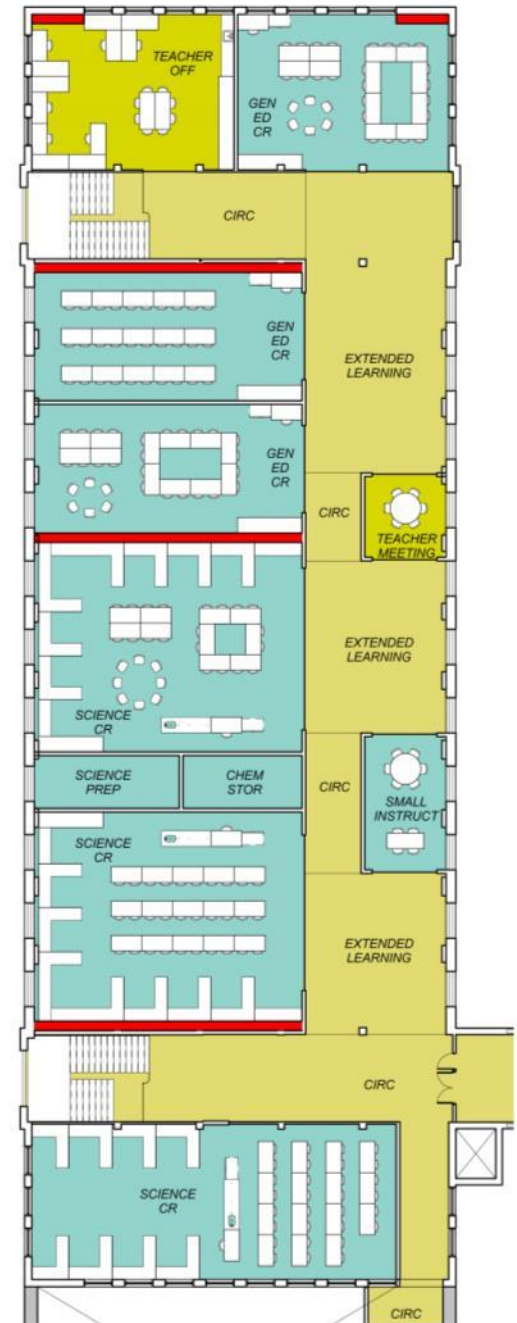 TEACHER
OFF
GEN
ED
CR
CIRC
GEN
ED
CR
EXTENDED
LEARNING
GEN
ED
CR
CIRC
TEACHER
MEETING
EXTENDED
LEARNING
SCIENCE
CR
SCIENCE
PREP
CHEM
STOR
CIRC
SMALL
INSTRUCT
SCIENCE
CR
EXTENDED
LEARNING
CIRC
SCIENCE
CR
CIRC